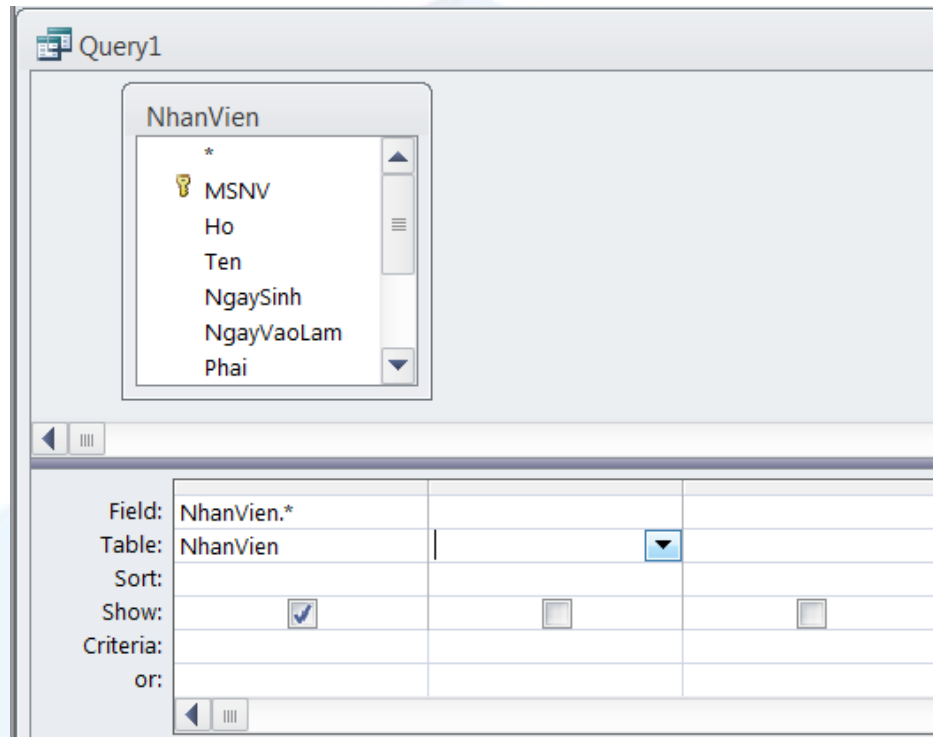 Query1
NhanVien
*
MSNV
Ho
Ten
NgaySinh
NgayVaoLam
Phai
Field: NhanVien.*
Table: NhanVien
Sort:
Show:
Criteria:
or: